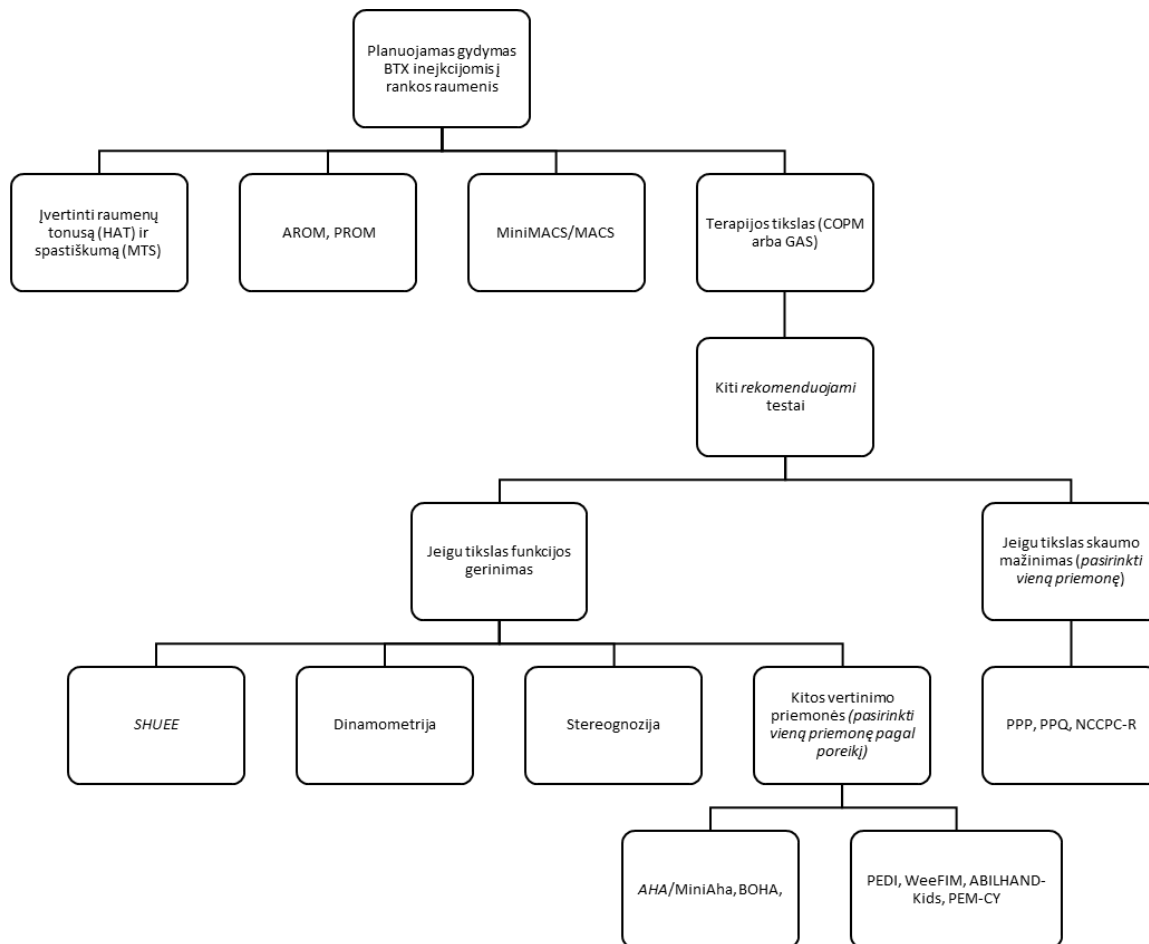 Planuojamas gydymas
BTX inejkcijomis į
rankos raumenis
Įvertinti raumenų
tonusą (HAT) ir
spastiškumą (MTS)
AROM, PROM
MiniMACS/MACS
Terapijos tikslas (COPM
arba GAS)
Kiti rekomenduojami
testai
Jeigu tikslas funkcijos
gerinimas
Jeigu tikslas skaumo
mažinimas (pasirinkti
vieną priemonę)
SHUEE
Dinamometrija
Stereognozija
Kitos vertinimo
priemonės (pasirinkti
vieną priemonę pagal
poreikį)
PPP, PPQ, NCCPC-R
AHA/MiniAha, BOHA,
PEDI, WeeFIM, ABILHAND-
Kids, PEM-CY